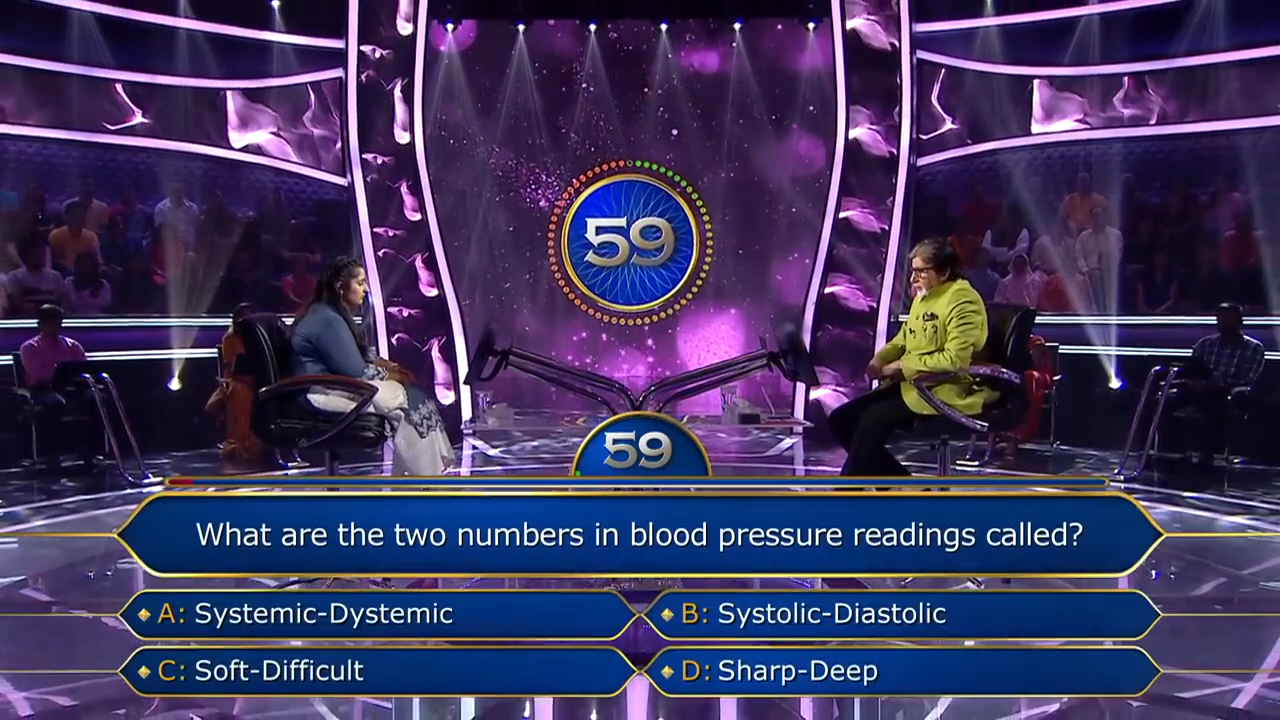 59
59
What are the two numbers in blood pressure readings called?
A: Systemic-Dystemic
B: Systolic-Diastolic
C: Soft-Difficult
D: Sharp-Deep